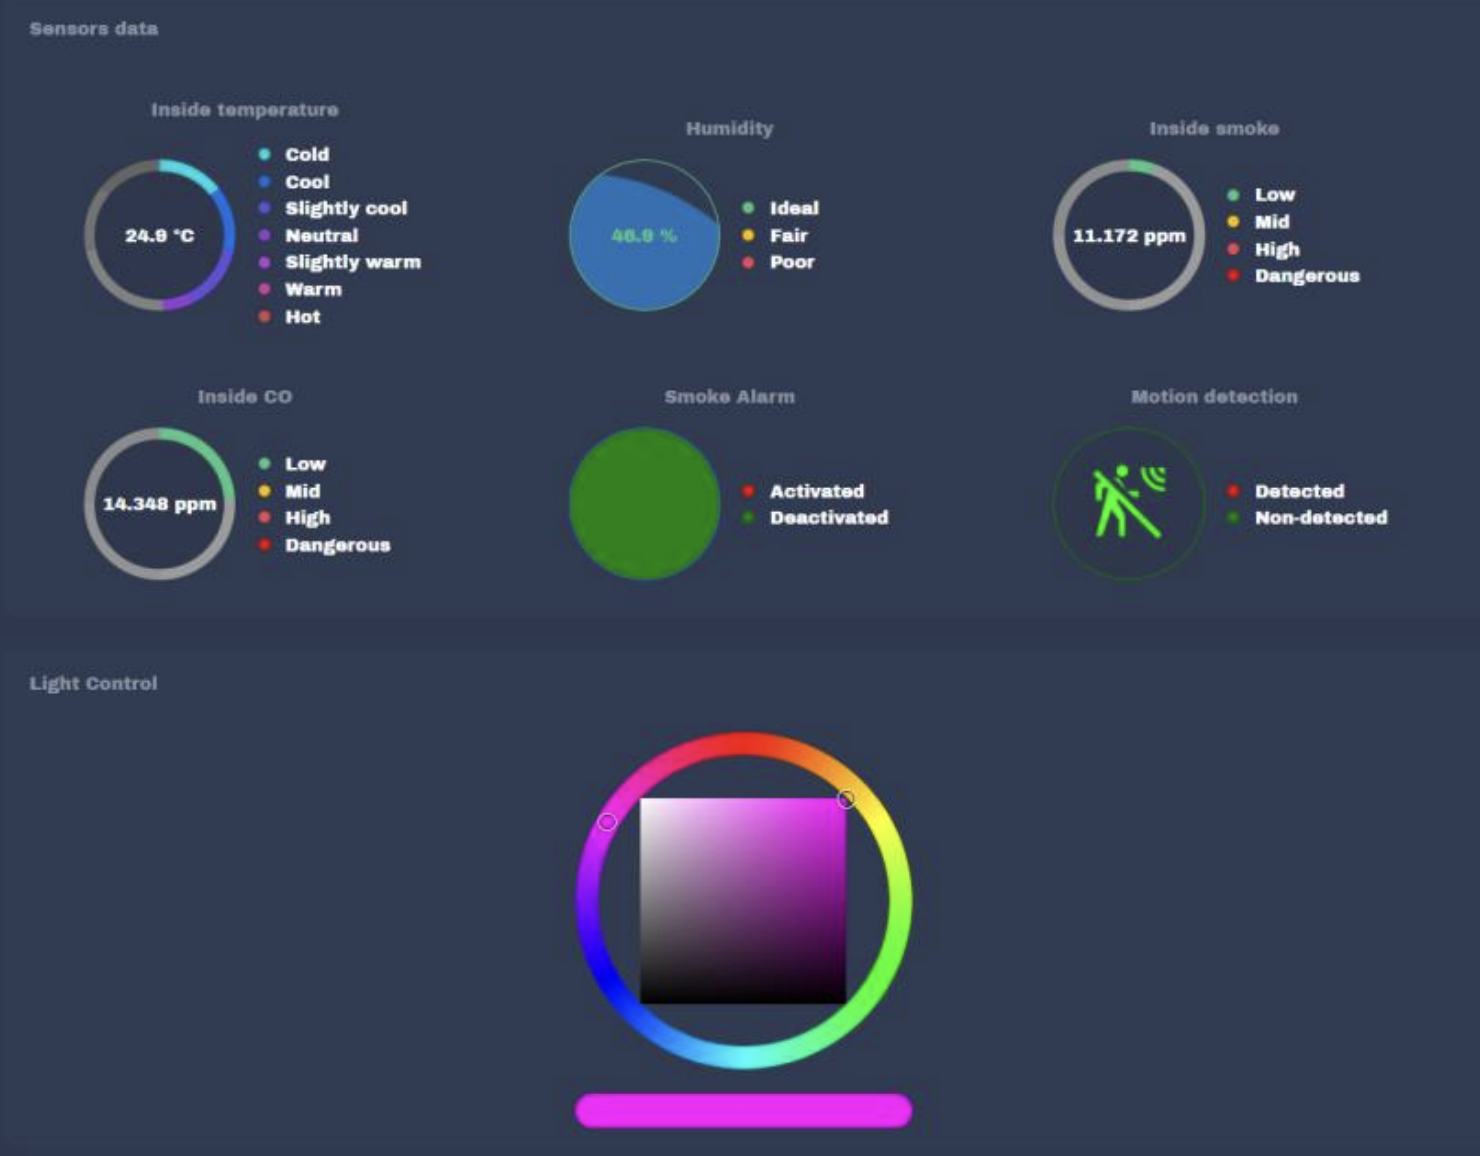 Sensors data
Inside temperature
24.9 °C
Cold
Cool
Slightly cool
Neutral
Slightly warm
Warm
Hot
Humidity
46.9 %
Ideal
Fair
Poor
Inside smoke
11.172 ppm
Low
Mid
High
Dangerous
Inside CO
14.348 ppm
Low
Mid
High
Dangerous
Smoke Alarm
Activated
Deactivated
Motion detection
Detected
Non-detected
Light Control